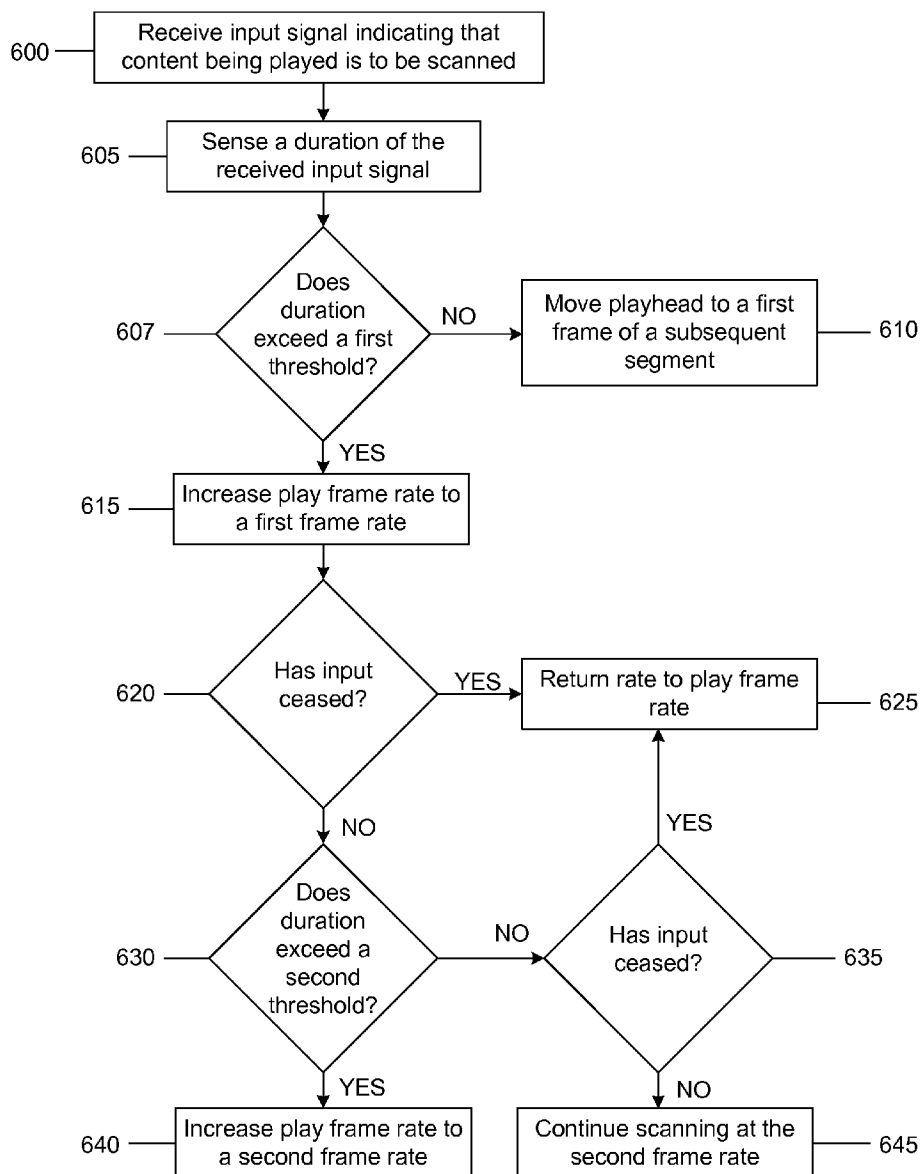 600
Receive input signal indicating that
content being played is to be scanned
605
Sense a duration of the
received input signal
607
Does
duration
exceed a first
threshold?
NO
Move playhead to a first
frame of a subsequent
segment
610
YES
615
Increase play frame rate to
a first frame rate
620
Has input
ceased?
YES
Return rate to play frame
rate
625
NO
YES
630
Does
duration
exceed a
second
threshold?
NO
Has input
ceased?
635
YES
NO
640
Increase play frame rate to
a second frame rate
Continue scanning at the
second frame rate
645